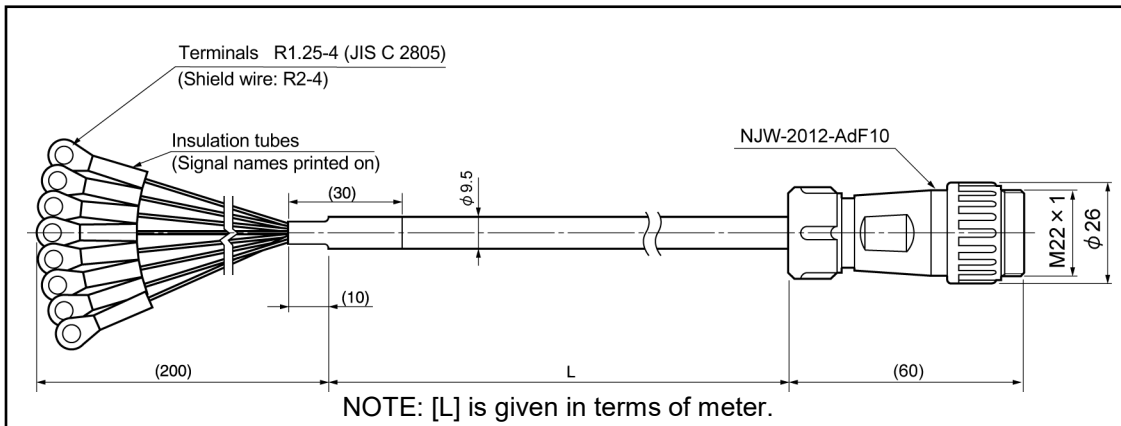 Terminals R1.25-4 (JIS C 2805)
(Shield wire: R2-4)
Insulation tubes
(Signal names printed on)
NJW-2012-AdF10
(30)
φ9.5
M22×1
φ26
(10)
(200)
L
(60)
NOTE: [L] is given in terms of meter.